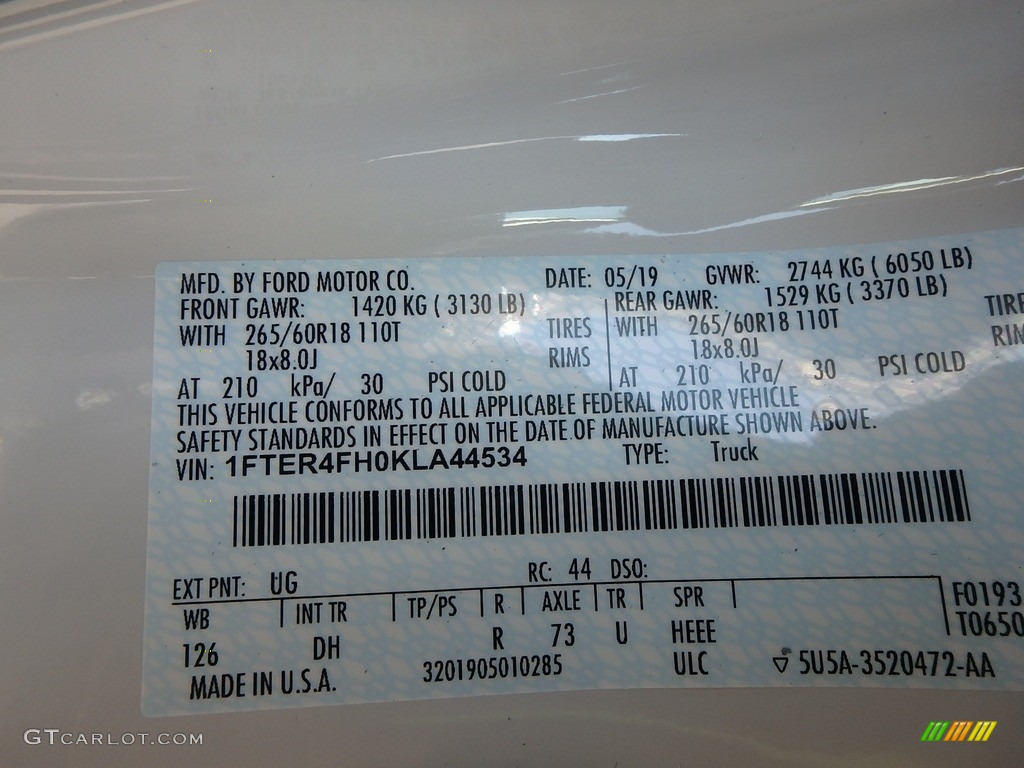 MFD. BY FORD MOTOR CO. DATE: 05/19 GVWR: 2744 KG ( 6050 LB)
FRONT GAWR: 1420 KG ( 3130 LB) REAR GAWR: 1529 KG ( 3370 LB)
WITH 265/60R18 110T TIRES WITH 265/60R18 110T TIRE
18x8.0J RIMS 18x8.0J RIM
AT 210 kPa/ 30 PSI COLD AT 210 kPa/ 30 PSI COLD
THIS VEHICLE CONFORMS TO ALL APPLICABLE FEDERAL MOTOR VEHICLE
SAFETY STANDARDS IN EFFECT ON THE DATE OF MANUFACTURE SHOWN ABOVE.
VIN: 1FTER4FH0KLA44534 TYPE: Truck
EXT PNT: UG RC: 44 DSO:
WB INT TR TP/PS R AXLE TR SPR F0193
126 DH R 73 U HEEE T0650
MADE IN U.S.A. 3201905010285 ULC 5U5A-3520472-AA
GTCARLOT.COM